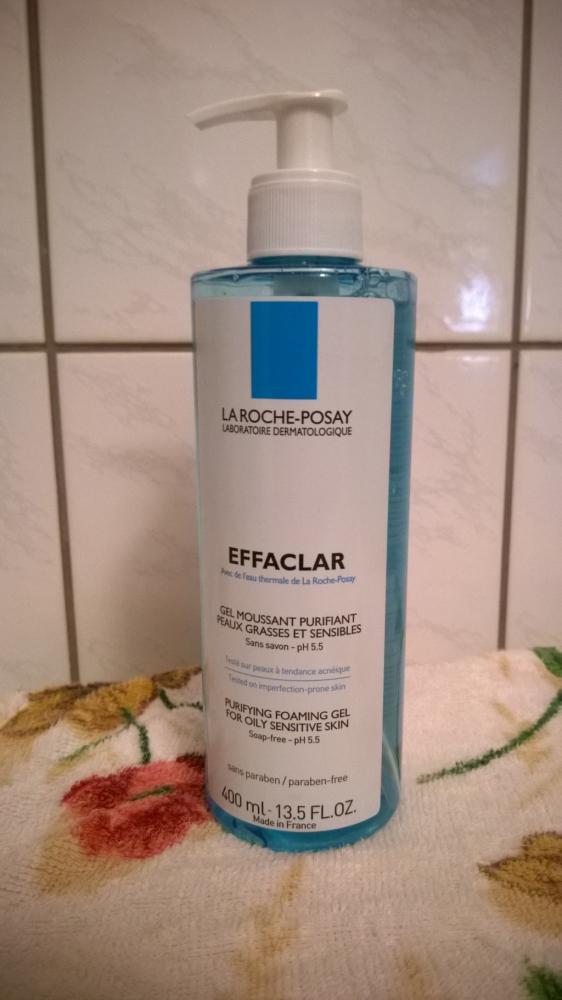 LA ROCHE-POSAY
LABORATOIRE DERMATOLOGIQUE
EFFACLAR
Avec de l'eau thermale de La Roche-Posay
GEL MOUSSANT PURIFIANT
PEAUX GRASSES ET SENSIBLES
Sans savon - pH 5.5
Testé sur peaux à tendance acnéique
Tested on imperfection-prone skin
PURIFYING FOAMING GEL
FOR OILY SENSITIVE SKIN
Soap-free - pH 5.5
sans paraben / paraben-free
400 ml - 13.5 FL.OZ.
Made in France